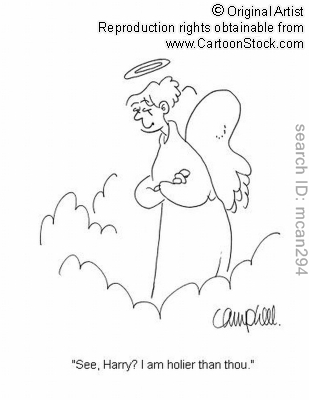 © Original Artist
Reproduction rights obtainable from
www.CartoonStock.com
search ID: mcan294
Campbell.
"See, Harry? I am holier than thou."